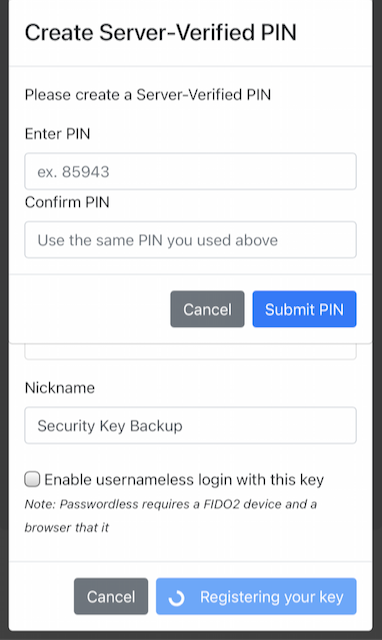 Create Server-Verified PIN
Please create a Server-Verified PIN
Enter PIN
ex. 85943
Confirm PIN
Use the same PIN you used above
Cancel
Submit PIN
Nickname
Security Key Backup
Enable usernameless login with this key
Note: Passwordless requires a FIDO2 device and a
browser that it
Cancel
Registering your key